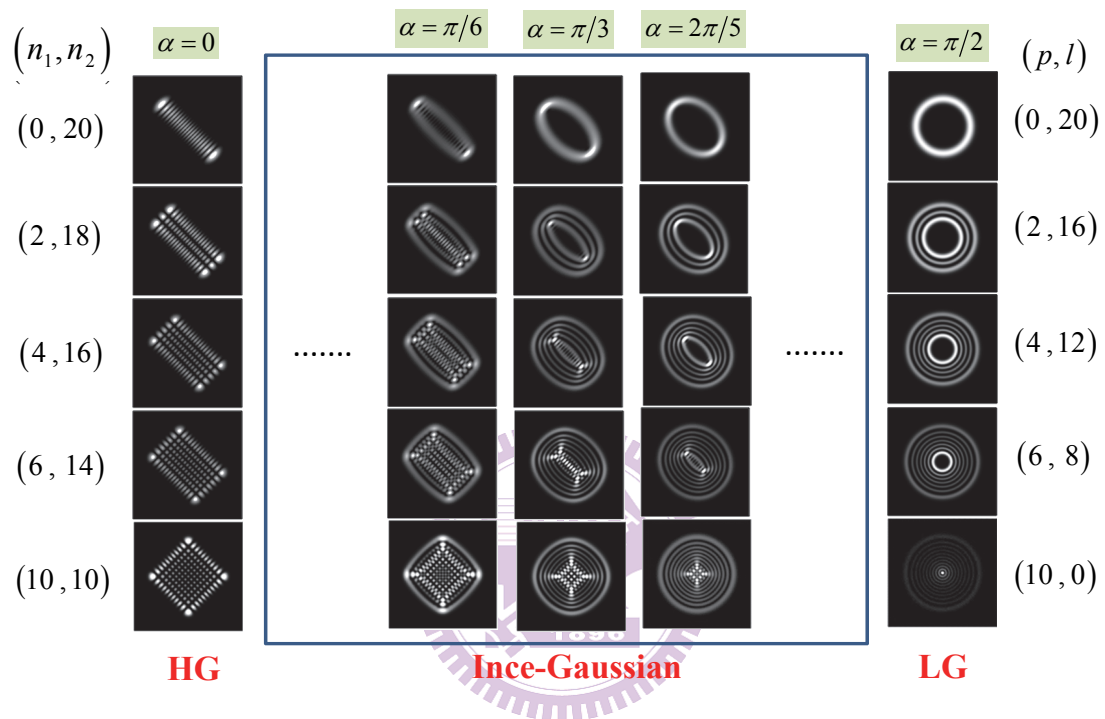 (n₁, n₂) α = 0 α = π/6 α = π/3 α = 2π/5 α = π/2 (p, l)
(0, 20) (0, 20)
(2, 18) (2, 16)
(4, 16) ....... ....... (4, 12)
(6, 14) (6, 8)
(10, 10) (10, 0)
1896
HG Ince-Gaussian LG